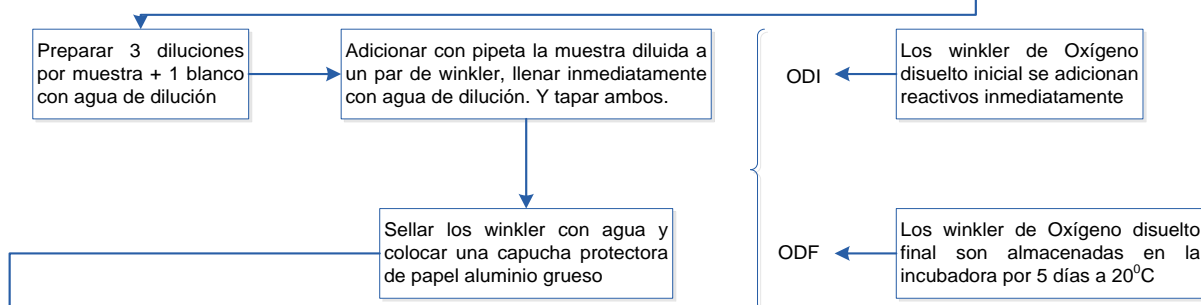 Preparar 3 diluciones
por muestra + 1 blanco
con agua de dilución
Adicionar con pipeta la muestra diluida a
un par de winkler, llenar inmediatamente
con agua de dilución. Y tapar ambos.
ODI
Los winkler de Oxígeno
disuelto inicial se adicionan
reactivos inmediatamente
Sellar los winkler con agua y
colocar una capucha protectora
de papel aluminio grueso
ODF
Los winkler de Oxígeno disuelto
final son almacenadas en la
incubadora por 5 días a 20⁰C